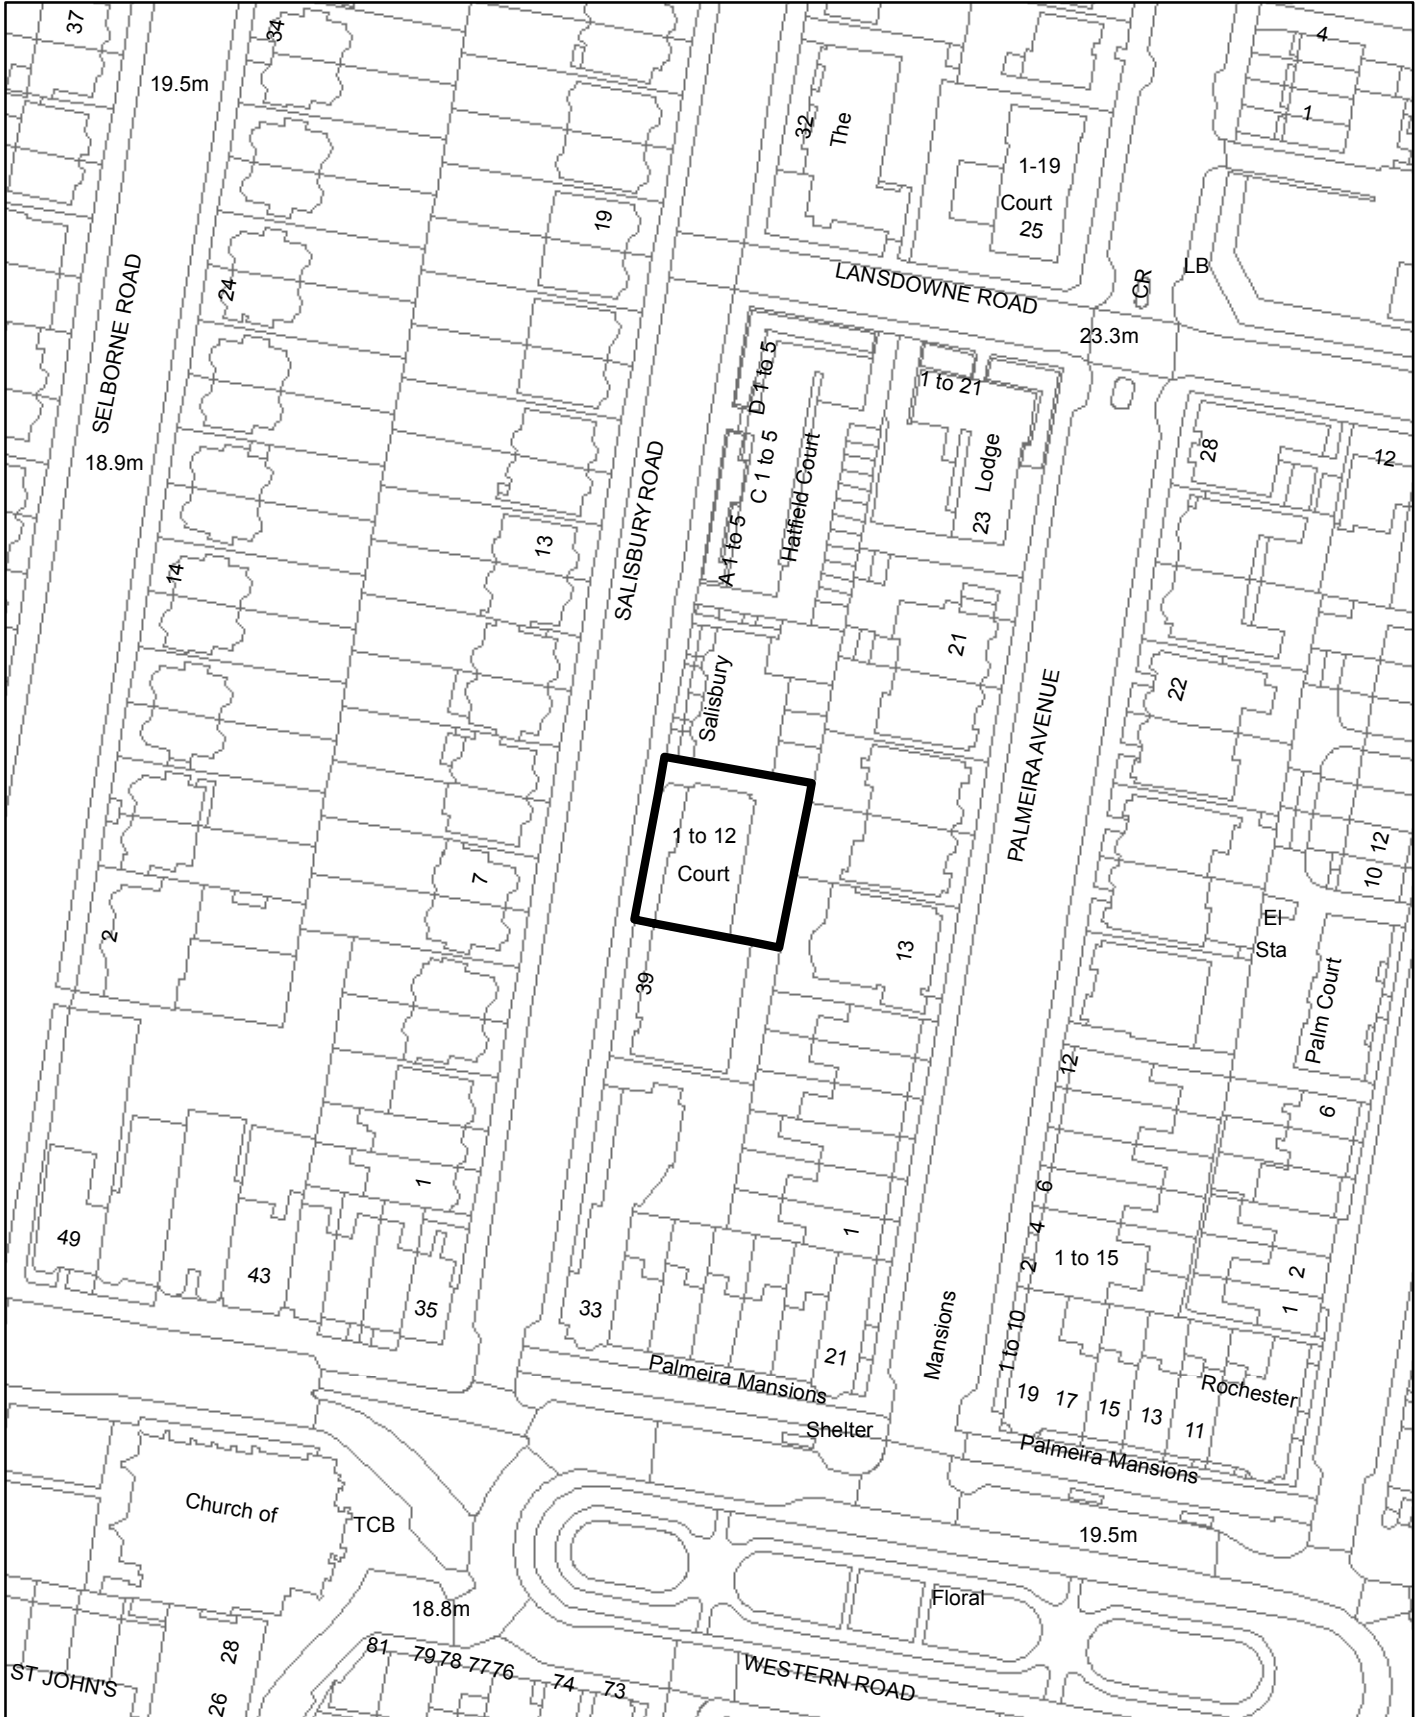 37
34
4
19.5m
1
32
The
1-19
Court
25
19
SELBORNE ROAD
24
LANSDOWNE ROAD
CR
LB
23.3m
D 1 to 5
1 to 21
18.9m
SALISBURY ROAD
C 1 to 5
Hatfield Court
Lodge
28
12
13
A 1 to 5
23
14
21
Salisbury
22
PALMEIRA AVENUE
1 to 12
Court
12
10
7
2
El
Sta
13
39
Palm Court
12
6
1
6
49
43
35
33
1
4
2
1 to 15
2
1
Mansions
1 to 10
21
Palmeira Mansions
Rochester
19
17
15
13
11
Shelter
Palmeira Mansions
Church of
TCB
19.5m
Floral
18.8m
28
26
ST JOHN'S
81
79
78
77
76
74
73
WESTERN ROAD